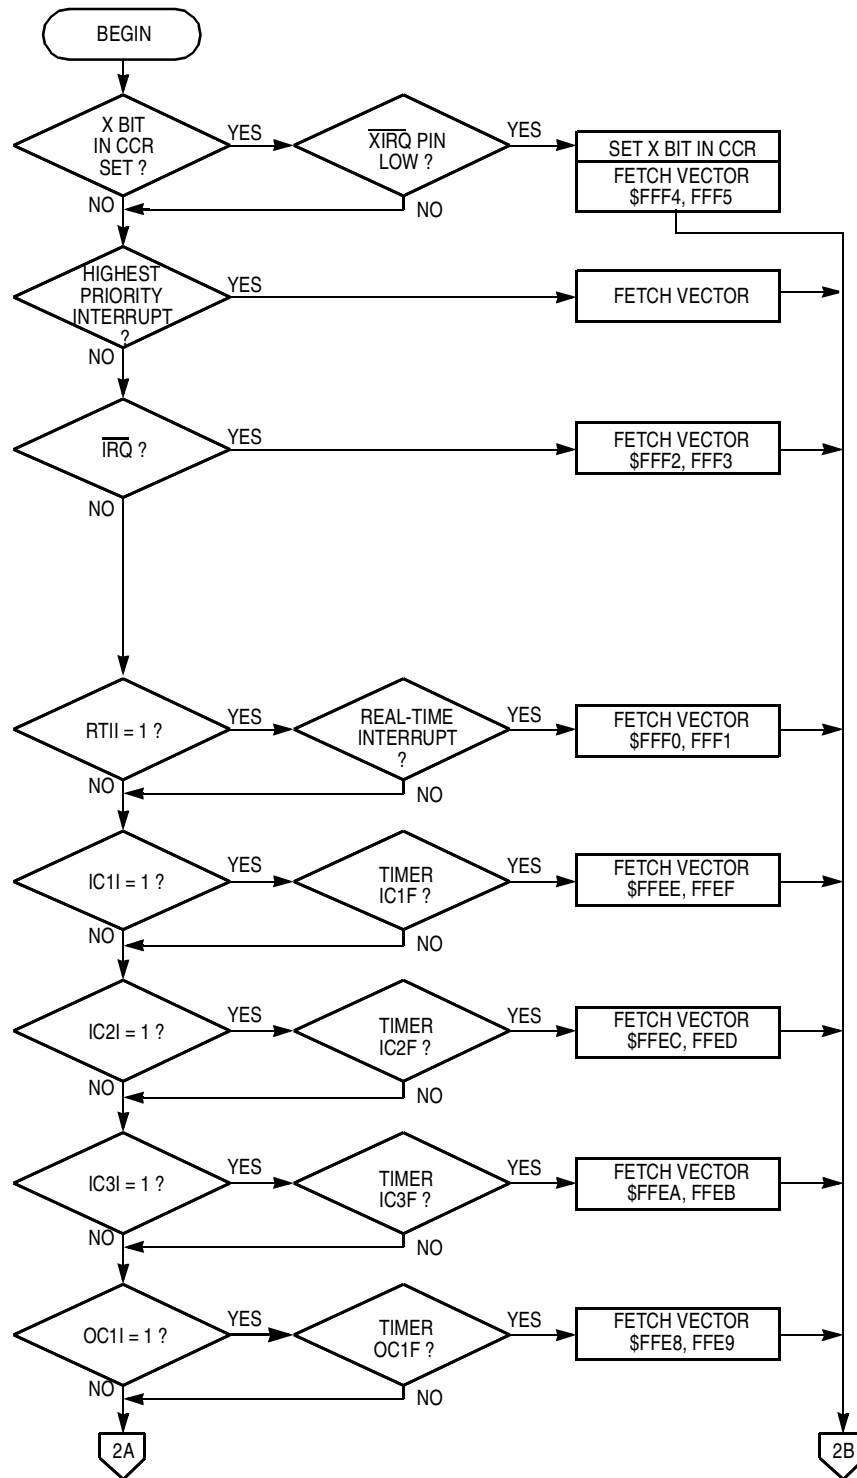 BEGIN
X BIT
IN CCR
SET ?
YES
XIRQ PIN
LOW ?
YES
SET X BIT IN CCR
FETCH VECTOR
$FFF4, FFF5
NO
NO
HIGHEST
PRIORITY
INTERRUPT
?
YES
FETCH VECTOR
NO
IRQ ?
YES
FETCH VECTOR
$FFF2, FFF3
NO
RTII = 1 ?
YES
REAL-TIME
INTERRUPT
?
YES
FETCH VECTOR
$FFF0, FFF1
NO
NO
IC1I = 1 ?
YES
TIMER
IC1F ?
YES
FETCH VECTOR
$FFEE, FFEF
NO
NO
IC2I = 1 ?
YES
TIMER
IC2F ?
YES
FETCH VECTOR
$FFEC, FFED
NO
NO
IC3I = 1 ?
YES
TIMER
IC3F ?
YES
FETCH VECTOR
$FFEA, FFEB
NO
NO
OC1I = 1 ?
YES
TIMER
OC1F ?
YES
FETCH VECTOR
$FFE8, FFE9
NO
NO
2A
2B